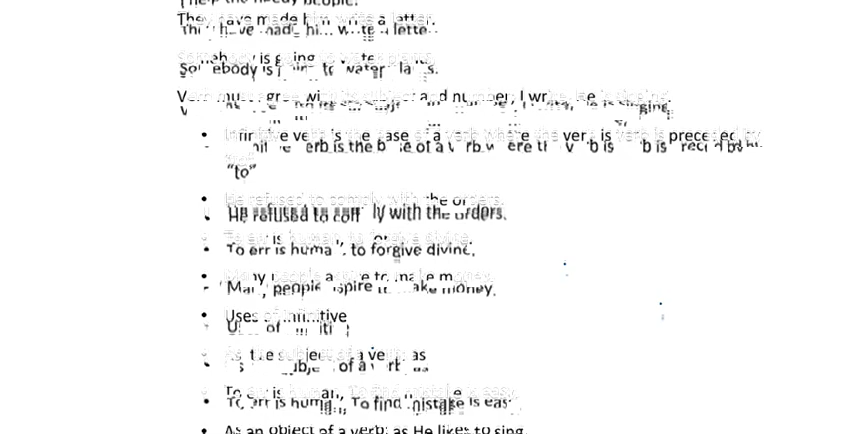 They have made him write a letter.
Somebody is going to water plants.
Verb must agree with its subject and number, I write, He is singing.
• Infinitive verb is the base of a verb where the verb is verb is preceded by
"to"
• He refused to comply with the orders.
• To err is human, to forgive divine.
• Many people aspire to make money.
• Uses of infinitive
• As the subject of a verb as
• To err is human, To find mistake is easy
• As an object of a verb: as He likes to sing.